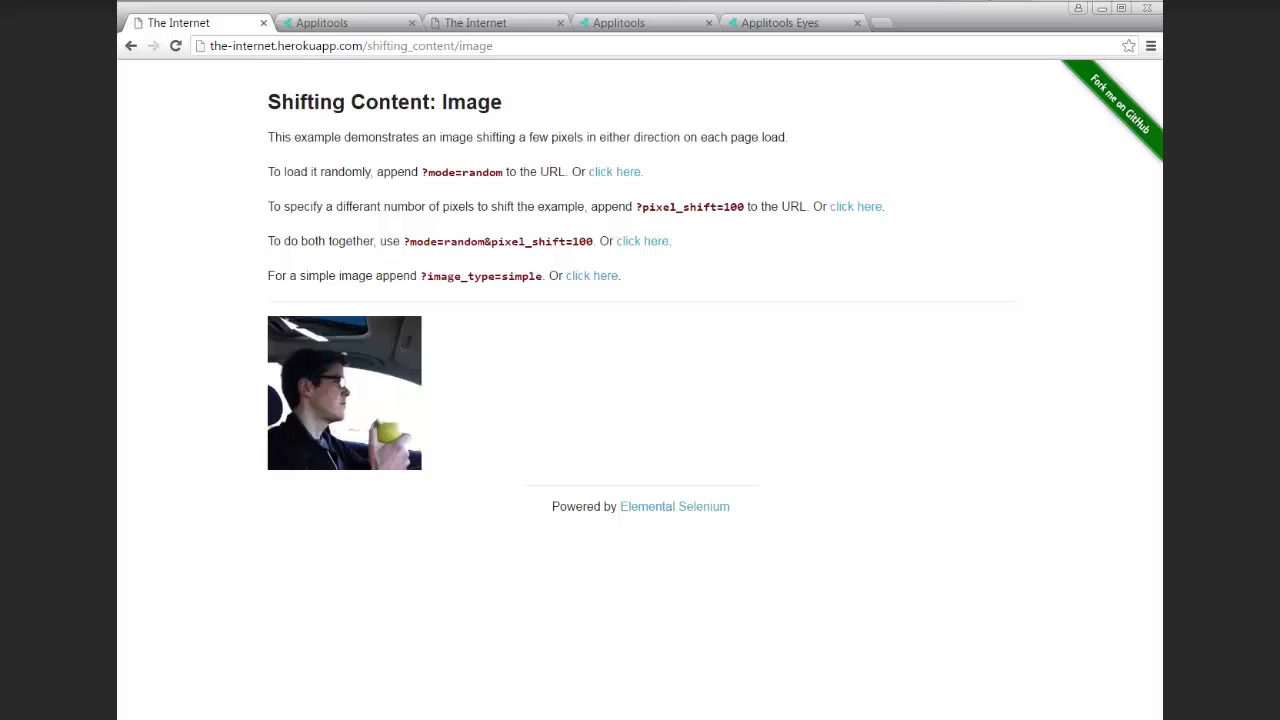 The Internet
Applitools
The Internet
Applitools
Applitools Eyes
the-internet.herokuapp.com/shifting_content/image
Fork me on GitHub
Shifting Content: Image
This example demonstrates an image shifting a few pixels in either direction on each page load.
To load it randomly, append ?mode=random to the URL. Or click here.
To specify a differant number of pixels to shift the example, append ?pixel_shift=100 to the URL. Or click here.
To do both together, use ?mode=random&pixel_shift=100. Or click here.
For a simple image append ?image_type=simple. Or click here.
Powered by Elemental Selenium